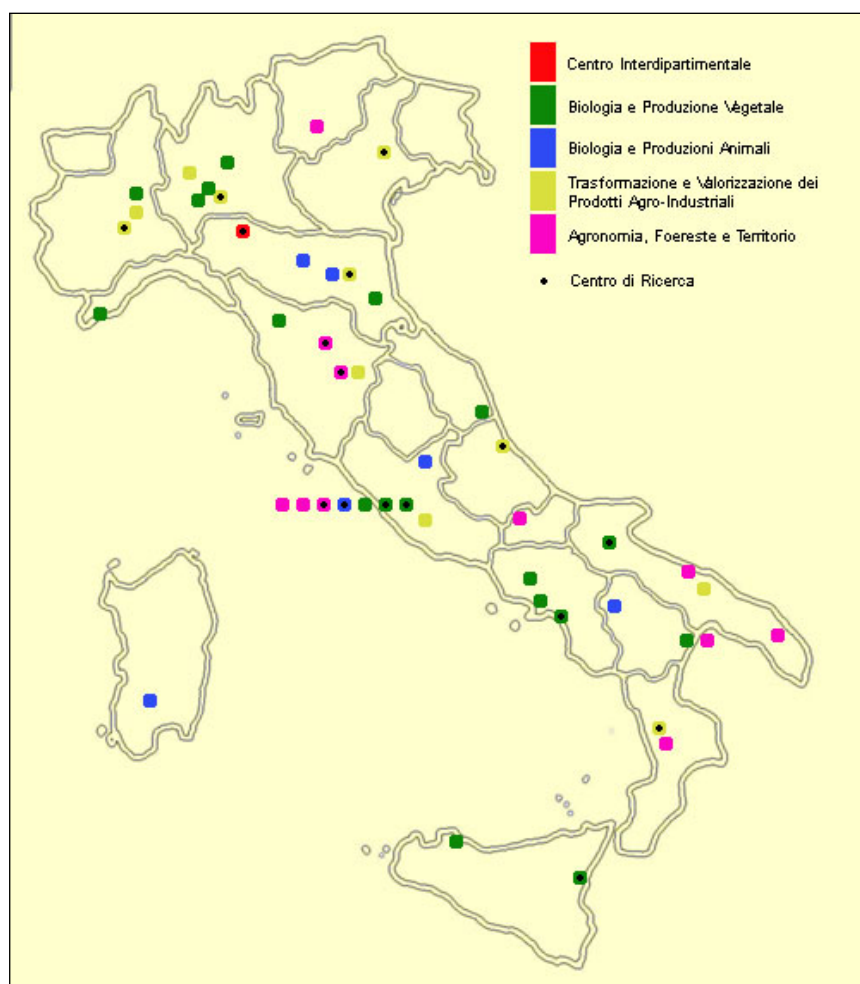 Centro Interdipartimentale
Biologia e Produzione Vegetale
Biologia e Produzioni Animali
Trasformazione e Valorizzazione dei
Prodotti Agro-Industriali
Agronomia, Foereste e Territorio
Centro di Ricerca